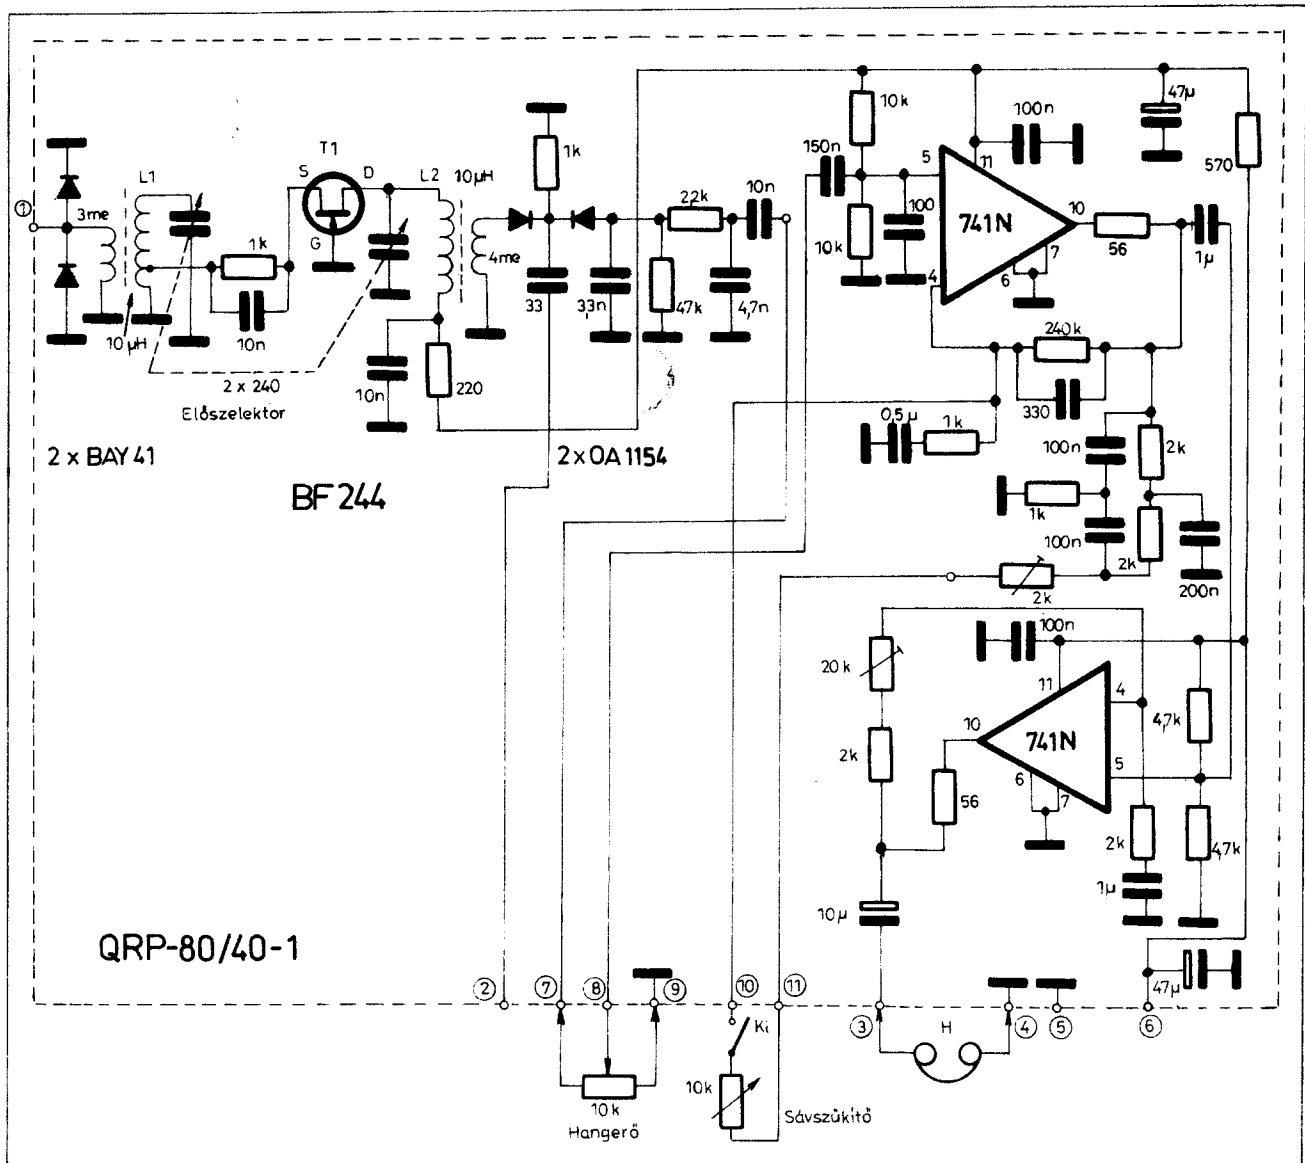 47µ
10k
100n
T1
570
1k
150n
S
D
L2
10µH
5
11
L1
10n
22k
3me
100
741N
10
1
G
1k
4me
10k
56
1µ
4
6
7
33
33n
47k
4,7n
10µH
10n
240k
2 x 240
10n
220
330
Előszelektor
0,5µ
1k
100n
2k
2 x BAY 41
2 x OA 1154
BF 244
1k
100n
2k
2k
200n
100n
20k
11
4
10
741N
4,7k
2k
5
6
7
56
2k
4,7k
1µ
10µ
QRP-80/40-1
47µ
2
7
8
9
10
11
3
4
5
6
Ki
H
10k
10k
Sávszűkítő
Hangerő